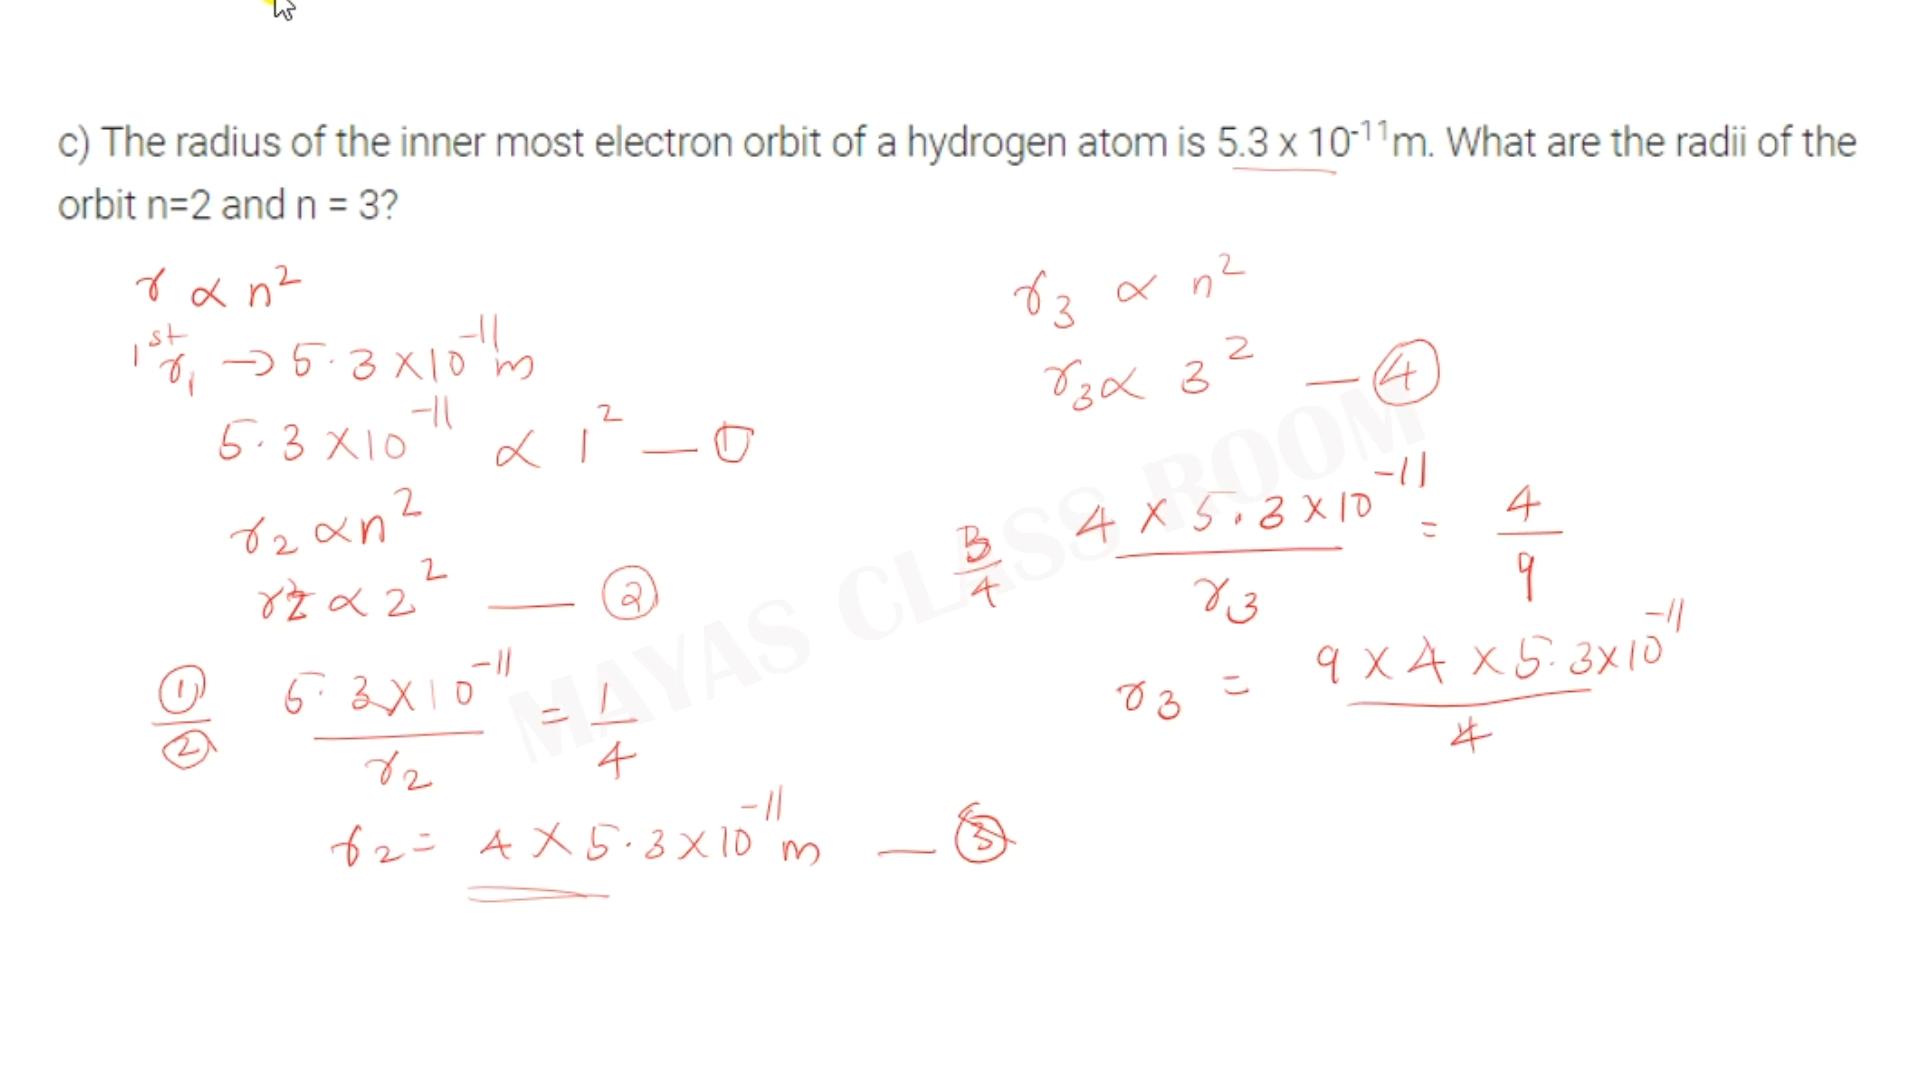 c) The radius of the inner most electron orbit of a hydrogen atom is 5.3 x 10⁻¹¹m. What are the radii of the
orbit n=2 and n = 3?
r ∝ n²
1st r₁ → 5.3 × 10⁻¹¹ m
5.3 × 10⁻¹¹ ∝ 1² — ①
r₂ ∝ n²
r₂ ∝ 2² — ②
①/② 5.3 × 10⁻¹¹ / r₂ = 1/4
r₂ = 4 × 5.3 × 10⁻¹¹ m — ③
r₃ ∝ n²
r₃ ∝ 3² — ④
3/4 4 × 5.3 × 10⁻¹¹ / r₃ = 4/9
r₃ = 9 × 4 × 5.3 × 10⁻¹¹ / 4
MAYAS CLASS ROOM